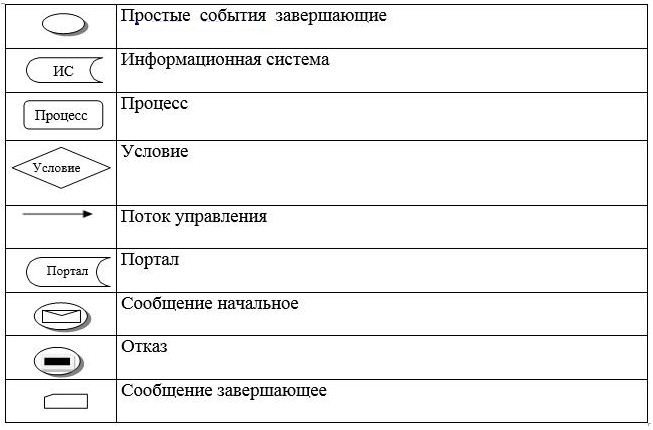 Простые события завершающие
ИС
Информационная система
Процесс
Процесс
Условие
Условие
Поток управления
Портал
Портал
Сообщение начальное
Отказ
Сообщение завершающее